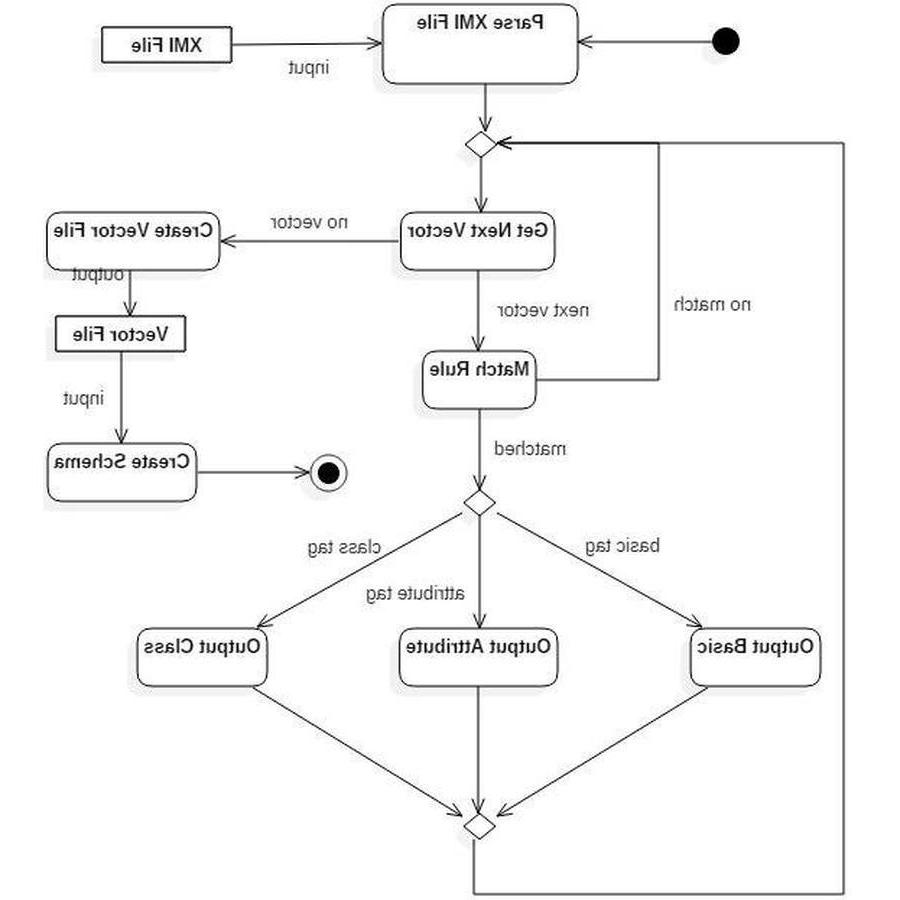 XMI File
Parse XMI File
input
Create Vector File
no vector
Get Next Vector
output
next vector
no match
Vector File
Match Rule
input
matched
Create Schema
class tag
basic tag
attribute tag
Output Class
Output Attribute
Output Basic